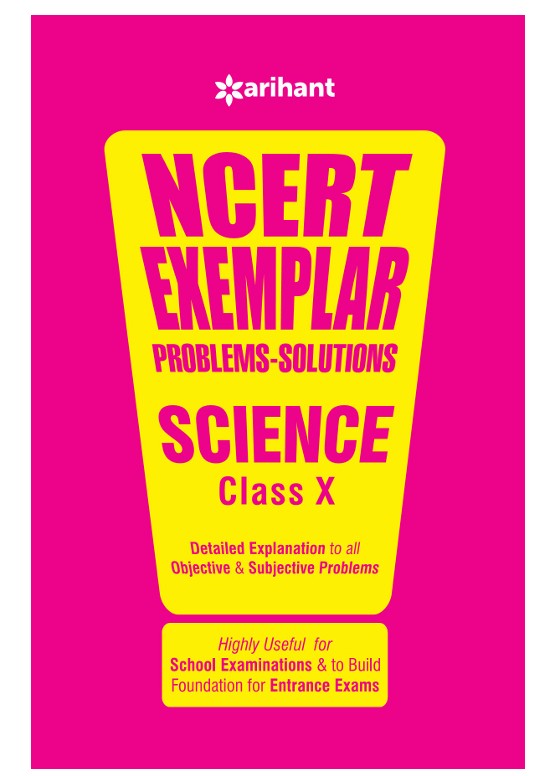 arihant
NCERT
EXEMPLAR
PROBLEMS-SOLUTIONS
SCIENCE
Class X
Detailed Explanation to all
Objective & Subjective Problems
Highly Useful for
School Examinations & to Build
Foundation for Entrance Exams